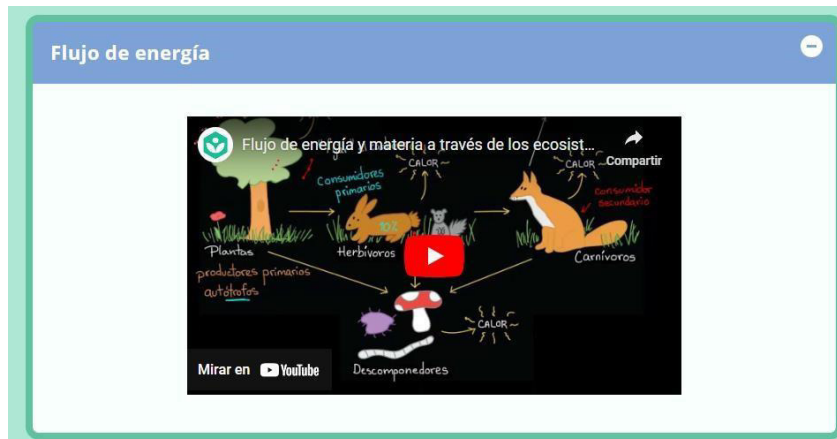 Flujo de energía
Flujo de energía y materia a través de los ecosist...
Compartir
CALOR
CALOR
Consumidores
primarios
consumidor
secundario
10%
Plantas
Herbívoros
Carnívoros
productores primarios
autótrofos
CALOR
Mirar en YouTube
Descomponedores